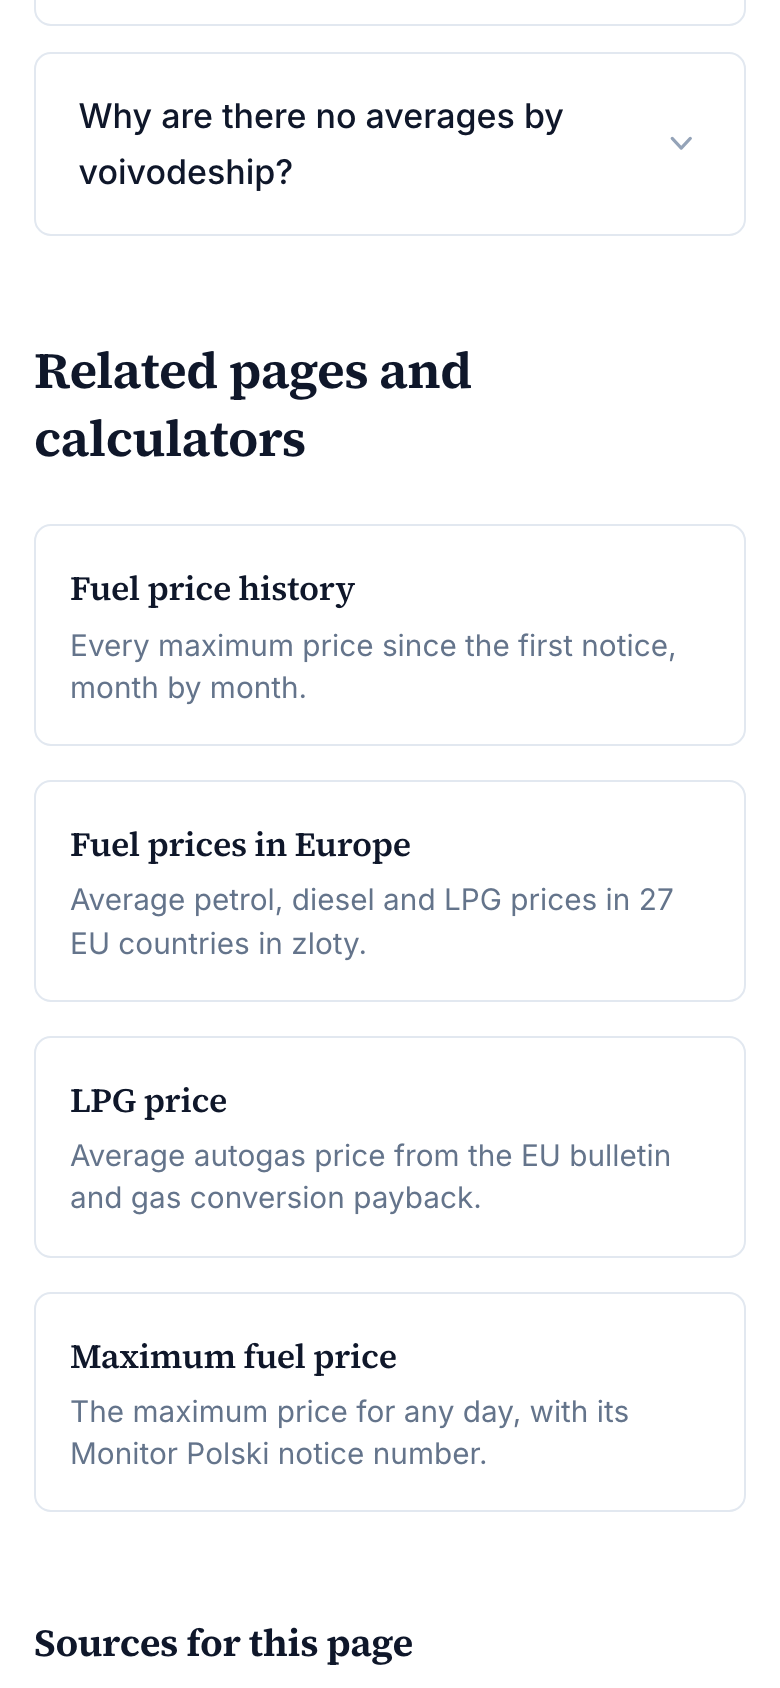 Why are there no averages by
voivodeship?
Related pages and
calculators
Fuel price history
Every maximum price since the first notice,
month by month.
Fuel prices in Europe
Average petrol, diesel and LPG prices in 27
EU countries in zloty.
LPG price
Average autogas price from the EU bulletin
and gas conversion payback.
Maximum fuel price
The maximum price for any day, with its
Monitor Polski notice number.
Sources for this page